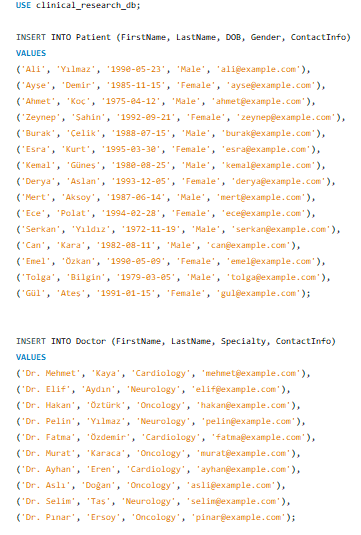 USE clinical_research_db;
INSERT INTO Patient (FirstName, LastName, DOB, Gender, ContactInfo)
VALUES
('Ali', 'Yılmaz', '1990-05-23', 'Male', 'ali@example.com'),
('Ayşe', 'Demir', '1985-11-15', 'Female', 'ayse@example.com'),
('Ahmet', 'Koç', '1975-04-12', 'Male', 'ahmet@example.com'),
('Zeynep', 'Şahin', '1992-09-21', 'Female', 'zeynep@example.com'),
('Burak', 'Çelik', '1988-07-15', 'Male', 'burak@example.com'),
('Esra', 'Kurt', '1995-03-30', 'Female', 'esra@example.com'),
('Kemal', 'Güneş', '1980-08-25', 'Male', 'kemal@example.com'),
('Derya', 'Aslan', '1993-12-05', 'Female', 'derya@example.com'),
('Mert', 'Aksoy', '1987-06-14', 'Male', 'mert@example.com'),
('Ece', 'Polat', '1994-02-28', 'Female', 'ece@example.com'),
('Serkan', 'Yıldız', '1972-11-19', 'Male', 'serkan@example.com'),
('Can', 'Kara', '1982-08-11', 'Male', 'can@example.com'),
('Emel', 'Özkan', '1990-05-09', 'Female', 'emel@example.com'),
('Tolga', 'Bilgin', '1979-03-05', 'Male', 'tolga@example.com'),
('Gül', 'Ateş', '1991-01-15', 'Female', 'gul@example.com');
INSERT INTO Doctor (FirstName, LastName, Specialty, ContactInfo)
VALUES
('Dr. Mehmet', 'Kaya', 'Cardiology', 'mehmet@example.com'),
('Dr. Elif', 'Aydın', 'Neurology', 'elif@example.com'),
('Dr. Hakan', 'Öztürk', 'Oncology', 'hakan@example.com'),
('Dr. Pelin', 'Yılmaz', 'Neurology', 'pelin@example.com'),
('Dr. Fatma', 'Özdemir', 'Cardiology', 'fatma@example.com'),
('Dr. Murat', 'Karaca', 'Oncology', 'murat@example.com'),
('Dr. Ayhan', 'Eren', 'Cardiology', 'ayhan@example.com'),
('Dr. Aslı', 'Doğan', 'Oncology', 'asli@example.com'),
('Dr. Selim', 'Taş', 'Neurology', 'selim@example.com'),
('Dr. Pınar', 'Ersoy', 'Oncology', 'pinar@example.com');